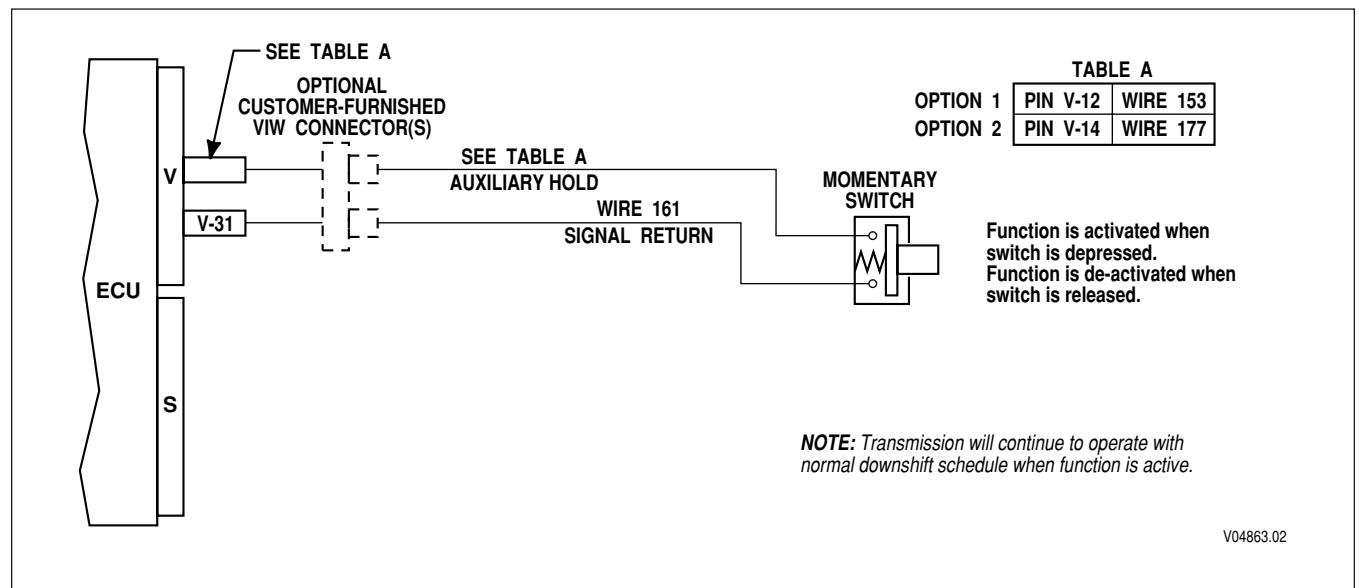 SEE TABLE A
OPTIONAL
CUSTOMER-FURNISHED
VIW CONNECTOR(S)
TABLE A
OPTION 1 PIN V-12 WIRE 153
OPTION 2 PIN V-14 WIRE 177
V
SEE TABLE A
AUXILIARY HOLD
MOMENTARY
SWITCH
V-31
WIRE 161
SIGNAL RETURN
Function is activated when
switch is depressed.
Function is de-activated when
switch is released.
ECU
S
NOTE: Transmission will continue to operate with
normal downshift schedule when function is active.
V04863.02